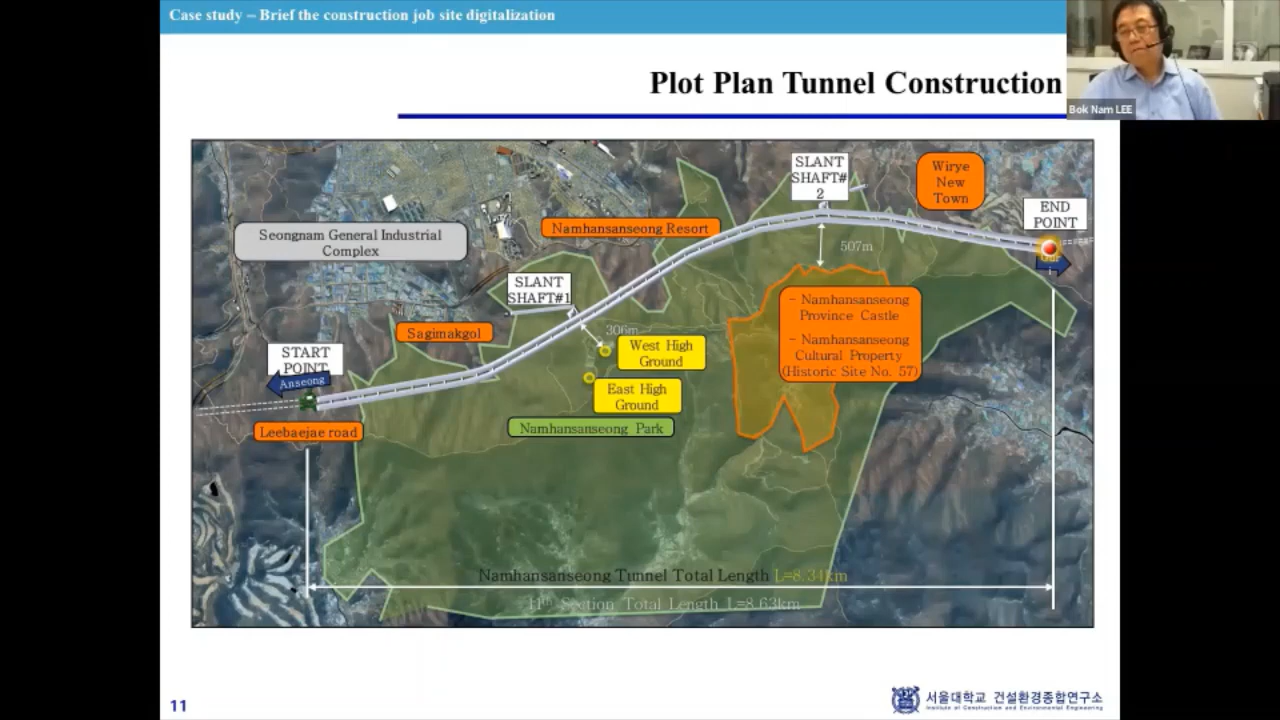 Case study – Brief the construction job site digitalization
Plot Plan Tunnel Construction
Bok Nam LEE
SLANT
SHAFT#
2
Wirye
New
Town
END
POINT
Seongnam General Industrial
Complex
Namhansanseong Resort
507m
SLANT
SHAFT#1
- Namhansanseong
Province Castle
- Namhansanseong
Cultural Property
(Historic Site No. 57)
306m
Sagimakgol
West High
Ground
START
POINT
Anseong
East High
Ground
Namhansanseong Park
Leebaejae road
Namhansanseong Tunnel Total Length L=8.34km
11th Section Total Length L=8.63km
11
서울대학교 건설환경종합연구소
Institute of Construction and Environmental Engineering